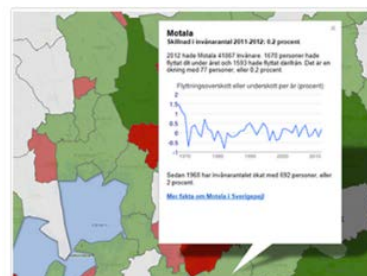 Motala
Skillnad i invånarantal 2011-2012: 0.2 procent
2012 hade Motala 41867 invånare. 1670 personer hade
flyttat dit under året och 1593 hade flyttat därifrån. Det är en
ökning med 77 personer, eller 0.2 procent.
Flyttningsöverskott eller underskott per år (procent)
2
1.5
1
0.5
0
-0.5
-1
1970 1980 1990 2000 2010
Sedan 1968 har invånarantalet ökat med 692 personer, eller
2 procent.
Mer fakta om Motala i Sverigepejl